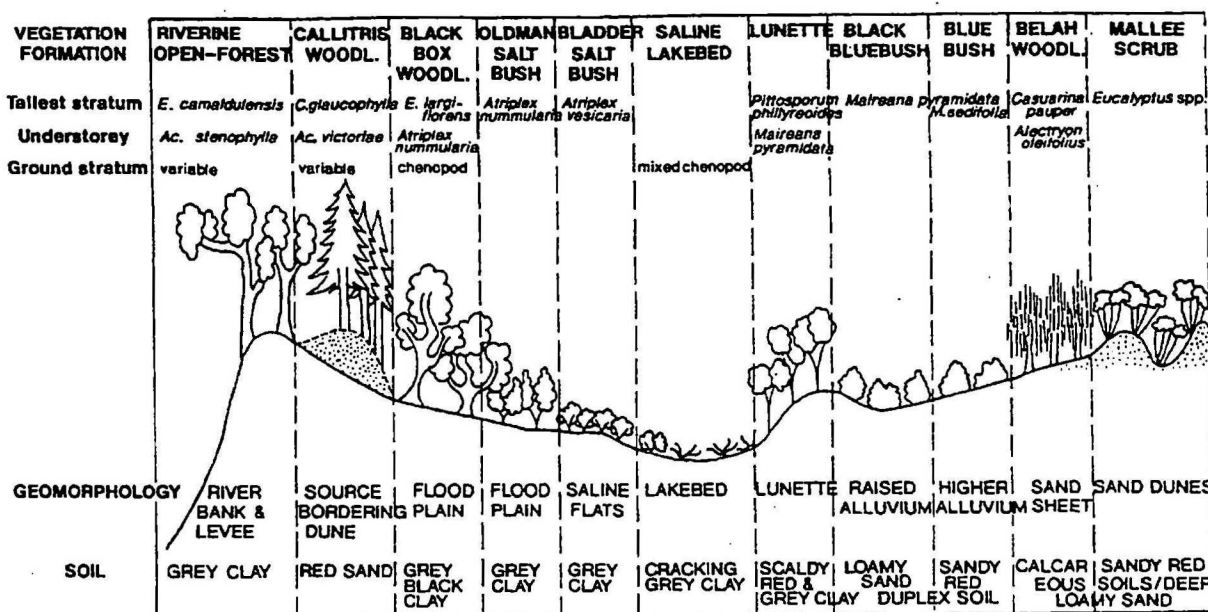 VEGETATION FORMATION
RIVERINE OPEN-FOREST
CALLITRIS WOODL.
BLACK BOX WOODL.
OLDMAN SALT BUSH
BLADDER SALT BUSH
SALINE LAKEBED
LUNETTE
BLACK BLUEBUSH
BLUE BUSH
BELAH WOODL.
MALLEE SCRUB
Tallest stratum
E. camaldulensis
C.glaucophylla
E. largi-
florens
Atriplex
nummularia
Atriplex
vesicaria
Pittosporum
phillyreoides
Maireana pyramidata
M.sedifolia
Casuarina
pauper
Eucalyptus spp.
Understorey
Ac. stenophylla
Ac. victoriae
Atriplex
nummularia
Maireana
pyramidata
Alectryon
oleifolius
Ground stratum
variable
variable
chenopod
mixed chenopod
GEOMORPHOLOGY
RIVER
BANK &
LEVEE
SOURCE
BORDERING
DUNE
FLOOD
PLAIN
FLOOD
PLAIN
SALINE
FLATS
LAKEBED
LUNETTE
RAISED
ALLUVIUM
HIGHER
ALLUVIUM
SAND
SHEET
SAND DUNES
SOIL
GREY CLAY
RED SAND
GREY
BLACK
CLAY
GREY
CLAY
GREY
CLAY
CRACKING
GREY CLAY
SCALDY
RED &
GREY CLAY
LOAMY
SAND
SANDY
RED
DUPLEX SOIL
CALCAR
EOUS
SANDY RED
SOILS/DEEP
LOAMY SAND